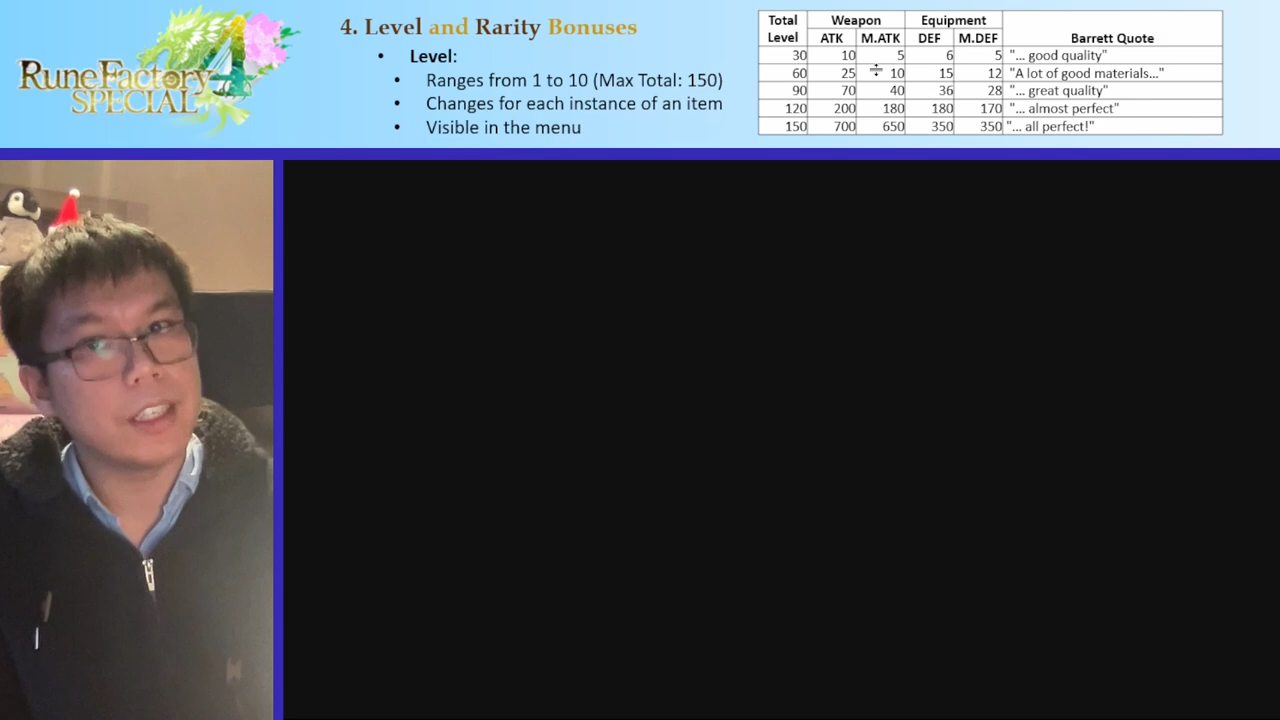 RuneFactory 4
SPECIAL
4. Level and Rarity Bonuses
• Level:
• Ranges from 1 to 10 (Max Total: 150)
• Changes for each instance of an item
• Visible in the menu
Total Level Weapon Equipment Barrett Quote
ATK M.ATK DEF M.DEF
30 10 5 6 5 "... good quality"
60 25 10 15 12 "A lot of good materials..."
90 70 40 36 28 "... great quality"
120 200 180 180 170 "... almost perfect"
150 700 650 350 350 "... all perfect!"